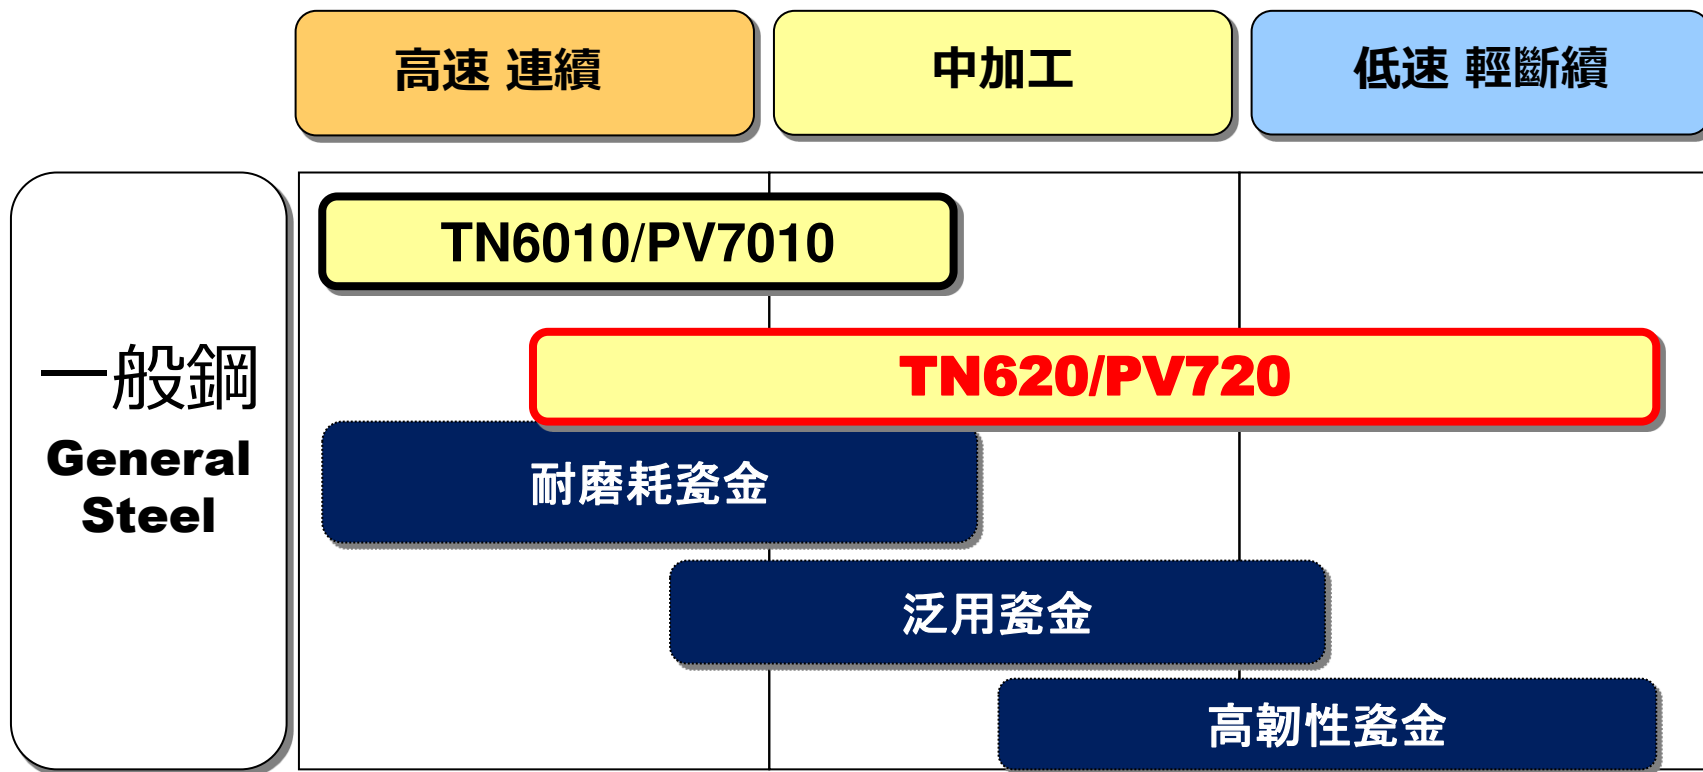 高速 連續
中加工
低速 輕斷續
一般鋼
General
Steel
TN6010/PV7010
TN620/PV720
耐磨耗瓷金
泛用瓷金
高韌性瓷金